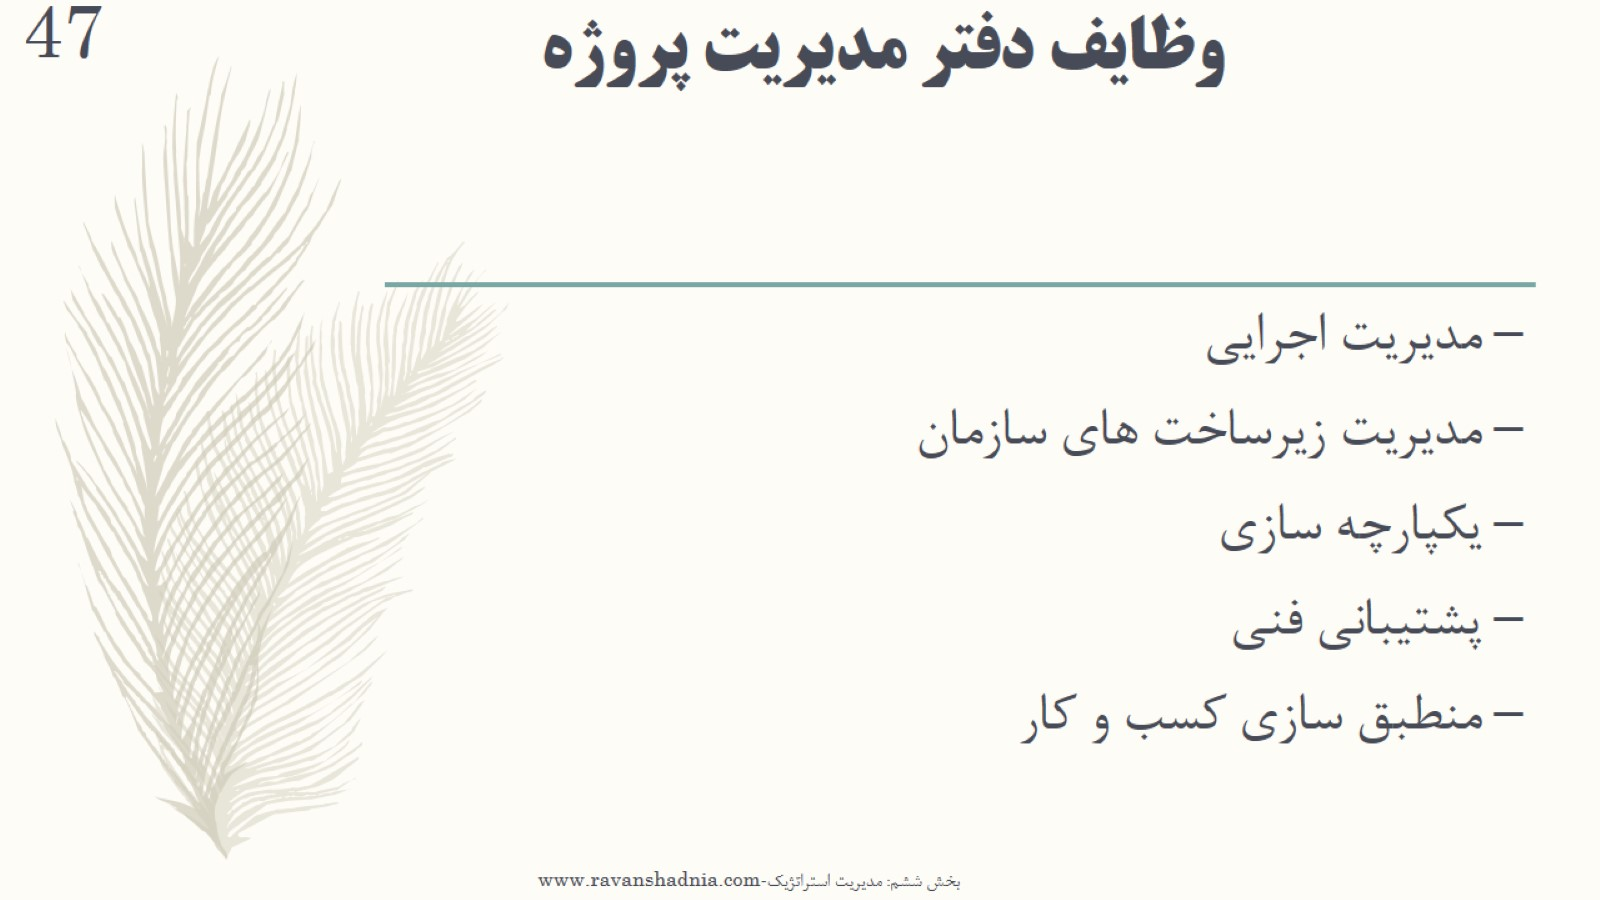 47
وظایف دفتر مدیریت پروژه
– مدیریت اجرایی
– مدیریت زیرساخت های سازمان
– یکپارچه سازی
– پشتیبانی فنی
– منطبق سازی کسب و کار
بخش ششم: مدیریت استراتژیک-www.ravanshadnia.com